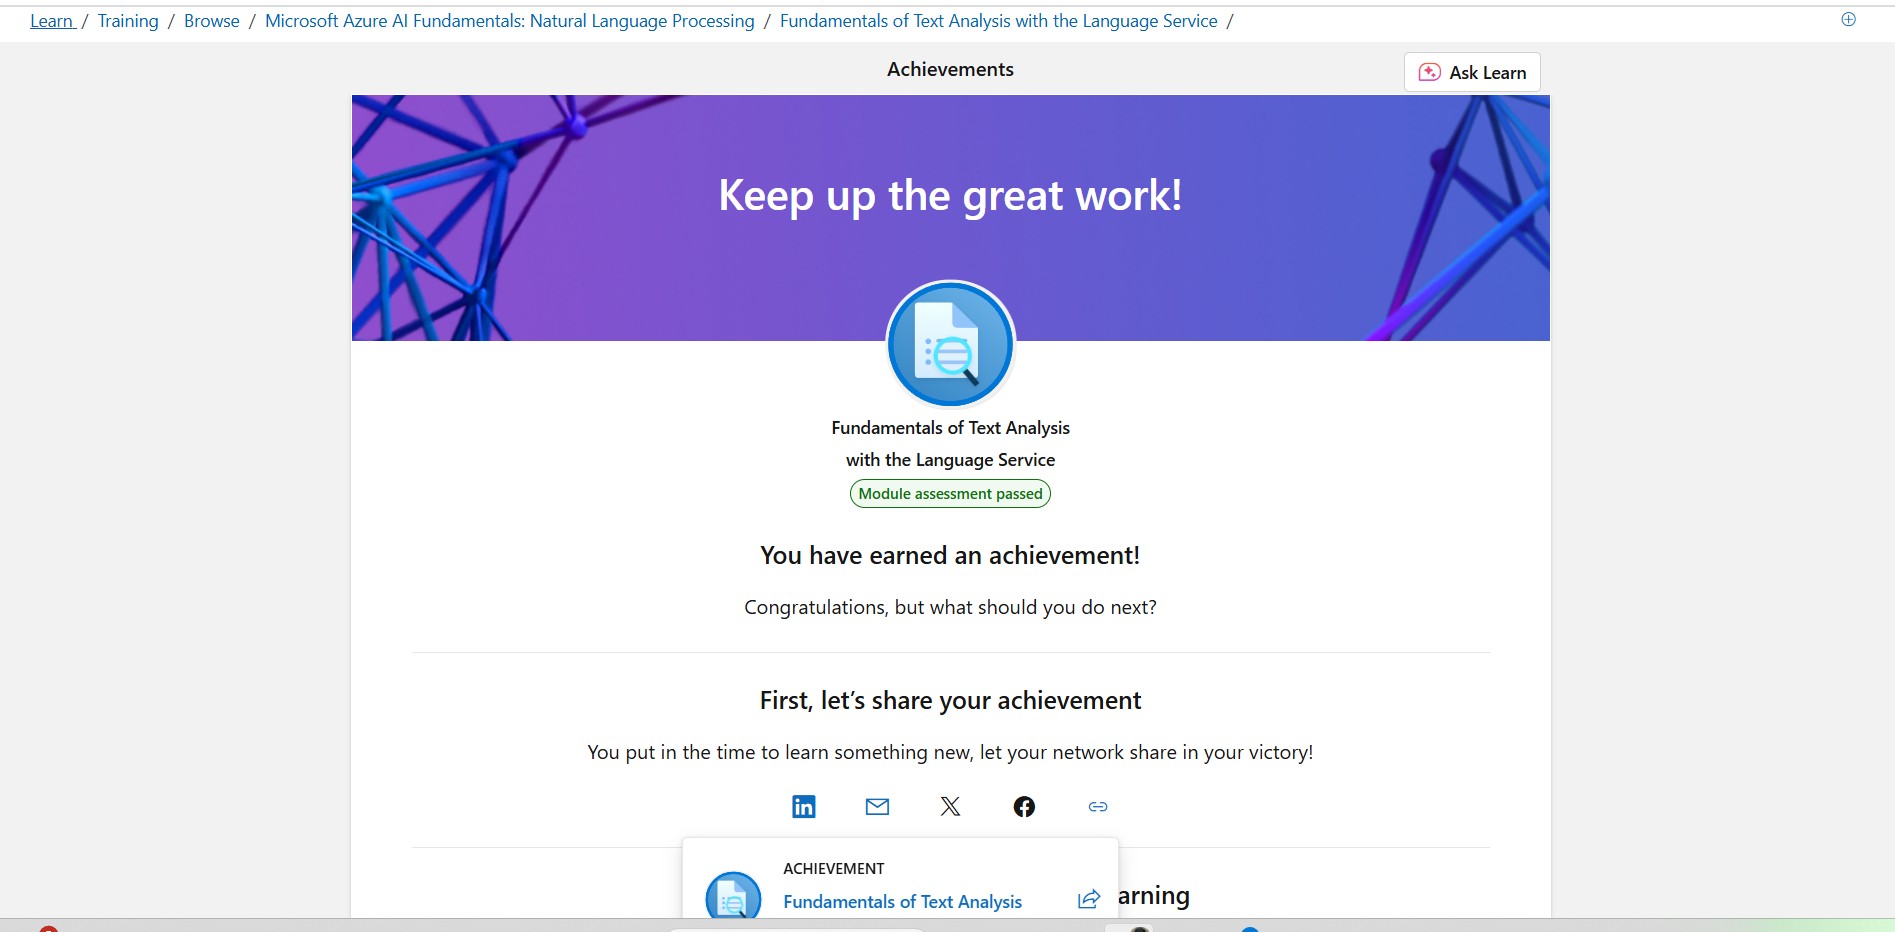 Learn / Training / Browse / Microsoft Azure AI Fundamentals: Natural Language Processing / Fundamentals of Text Analysis with the Language Service /
Achievements
Ask Learn
Keep up the great work!
Fundamentals of Text Analysis
with the Language Service
Module assessment passed
You have earned an achievement!
Congratulations, but what should you do next?
First, let’s share your achievement
You put in the time to learn something new, let your network share in your victory!
ACHIEVEMENT
Fundamentals of Text Analysis
arning